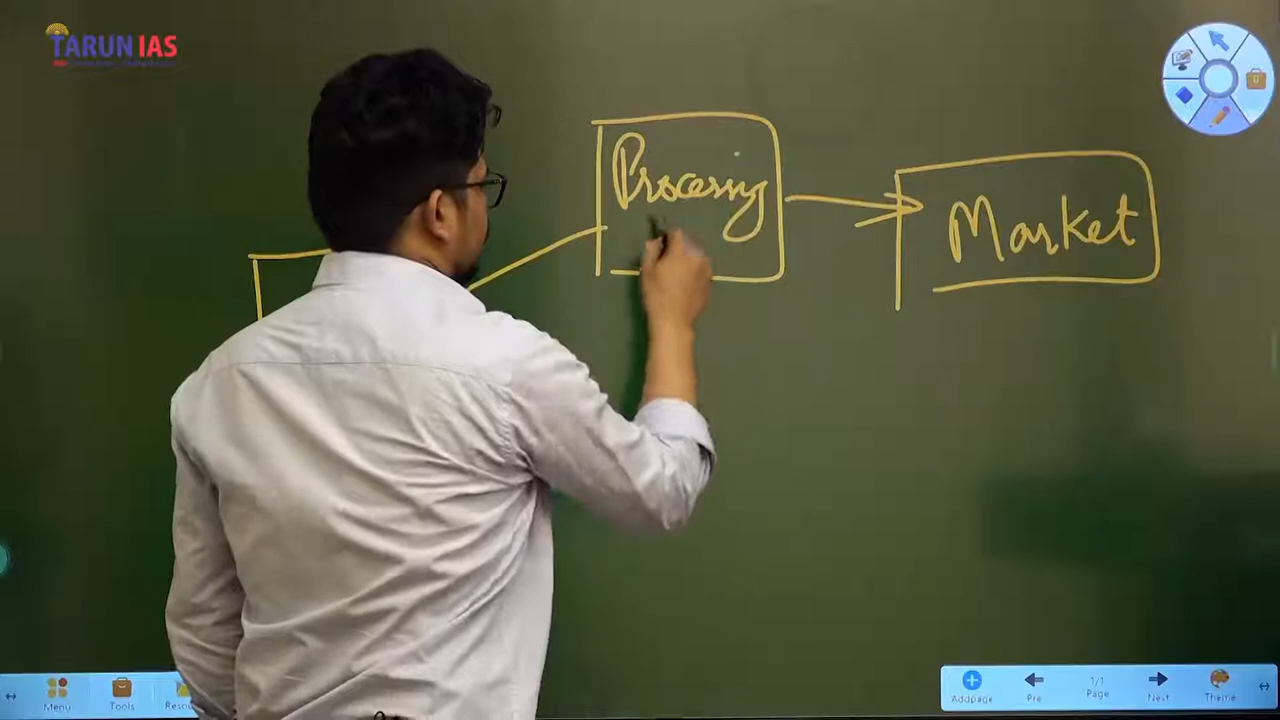 TARUN IAS
Processing
Market
Menu
Tools
Addpage
Pre
1/1
Page
Next
Theme